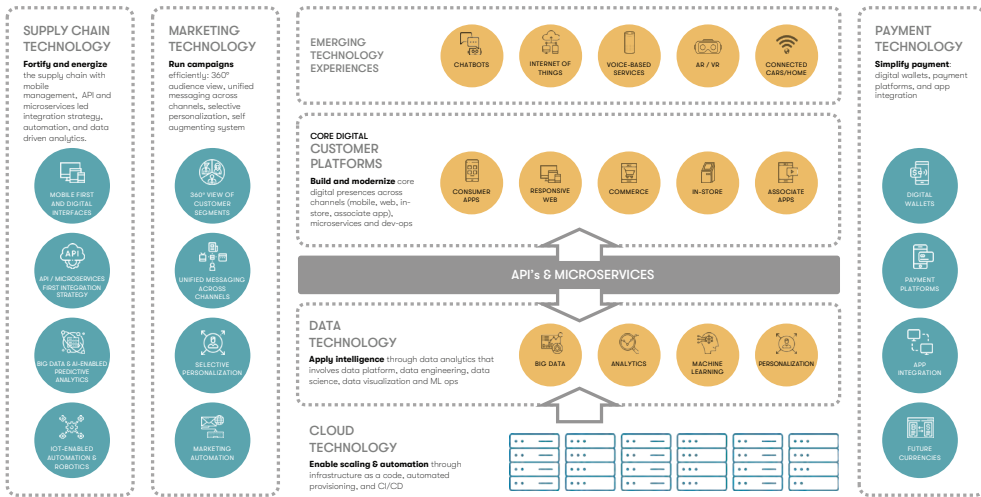 SUPPLY CHAIN
TECHNOLOGY
Fortify and energize
the supply chain with
mobile
management, API and
microservices led
integration strategy,
automation, and data
driven analytics.
MOBILE FIRST
AND DIGITAL
INTERFACES
API
API / MICROSERVICES
FIRST INTEGRATION
STRATEGY
BIG DATA & AI-ENABLED
PREDICTIVE
ANALYTICS
IOT-ENABLED
AUTOMATION &
ROBOTICS
MARKETING
TECHNOLOGY
Run campaigns
efficiently: 360°
audience view, unified
messaging across
channels, selective
personalization, self
augmenting system
360° VIEW OF
CUSTOMER
SEGMENTS
UNIFIED MESSAGING
ACROSS
CHANNELS
SELECTIVE
PERSONALIZATION
MARKETING
AUTOMATION
EMERGING
TECHNOLOGY
EXPERIENCES
CHATBOTS
INTERNET OF
THINGS
VOICE-BASED
SERVICES
AR / VR
CONNECTED
CARS/HOME
CORE DIGITAL
CUSTOMER
PLATFORMS
Build and modernize core
digital presences across
channels (mobile, web, in-
store, associate app),
microservices and dev-ops
CONSUMER
APPS
RESPONSIVE
WEB
COMMERCE
IN-STORE
ASSOCIATE
APPS
API's & MICROSERVICES
DATA
TECHNOLOGY
Apply intelligence through data analytics that
involves data platform, data engineering, data
science, data visualization and ML ops
BIG DATA
ANALYTICS
MACHINE
LEARNING
PERSONALIZATION
CLOUD
TECHNOLOGY
Enable scaling & automation through
infrastructure as a code, automated
provisioning, and CI/CD
PAYMENT
TECHNOLOGY
Simplify payment:
digital wallets, payment
platforms, and app
integration
DIGITAL
WALLETS
PAYMENT
PLATFORMS
APP
INTEGRATION
FUTURE
CURRENCIES